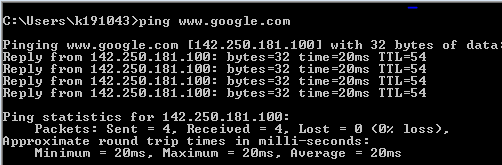 C:\Users\k191043>ping www.google.com
Pinging www.google.com [142.250.181.100] with 32 bytes of data:
Reply from 142.250.181.100: bytes=32 time=20ms TTL=54
Reply from 142.250.181.100: bytes=32 time=20ms TTL=54
Reply from 142.250.181.100: bytes=32 time=20ms TTL=54
Reply from 142.250.181.100: bytes=32 time=20ms TTL=54
Ping statistics for 142.250.181.100:
    Packets: Sent = 4, Received = 4, Lost = 0 (0% loss),
Approximate round trip times in milli-seconds:
    Minimum = 20ms, Maximum = 20ms, Average = 20ms